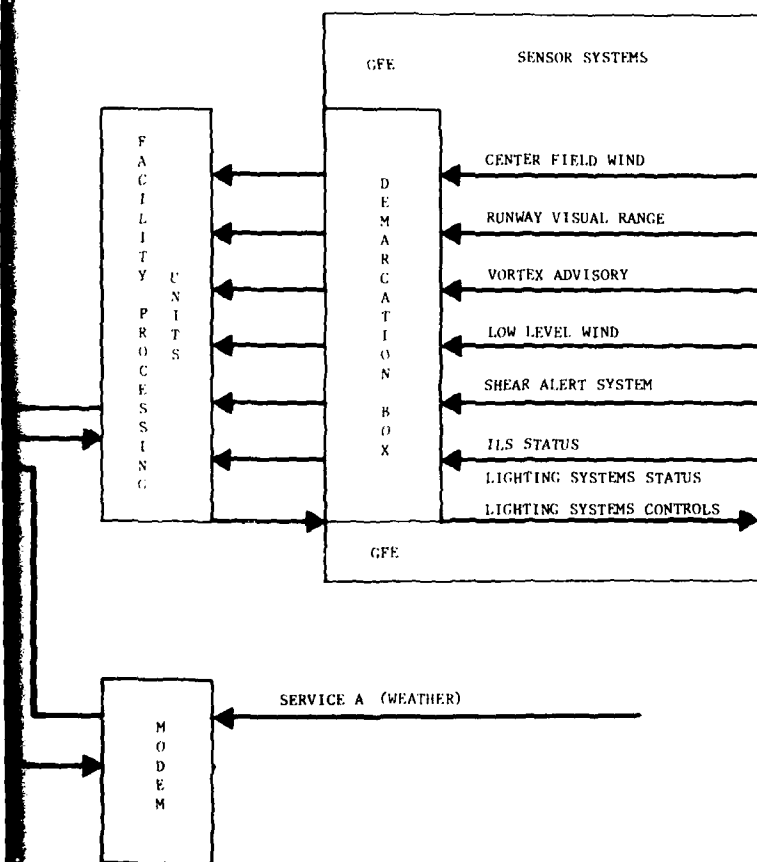 GFE
SENSOR SYSTEMS
FACILITY PROCESSING
UNITS
DEMARCATION BOX
CENTER FIELD WIND
RUNWAY VISUAL RANGE
VORTEX ADVISORY
LOW LEVEL WIND
SHEAR ALERT SYSTEM
ILS STATUS
LIGHTING SYSTEMS STATUS
LIGHTING SYSTEMS CONTROLS
GFE
SERVICE A (WEATHER)
MODEM